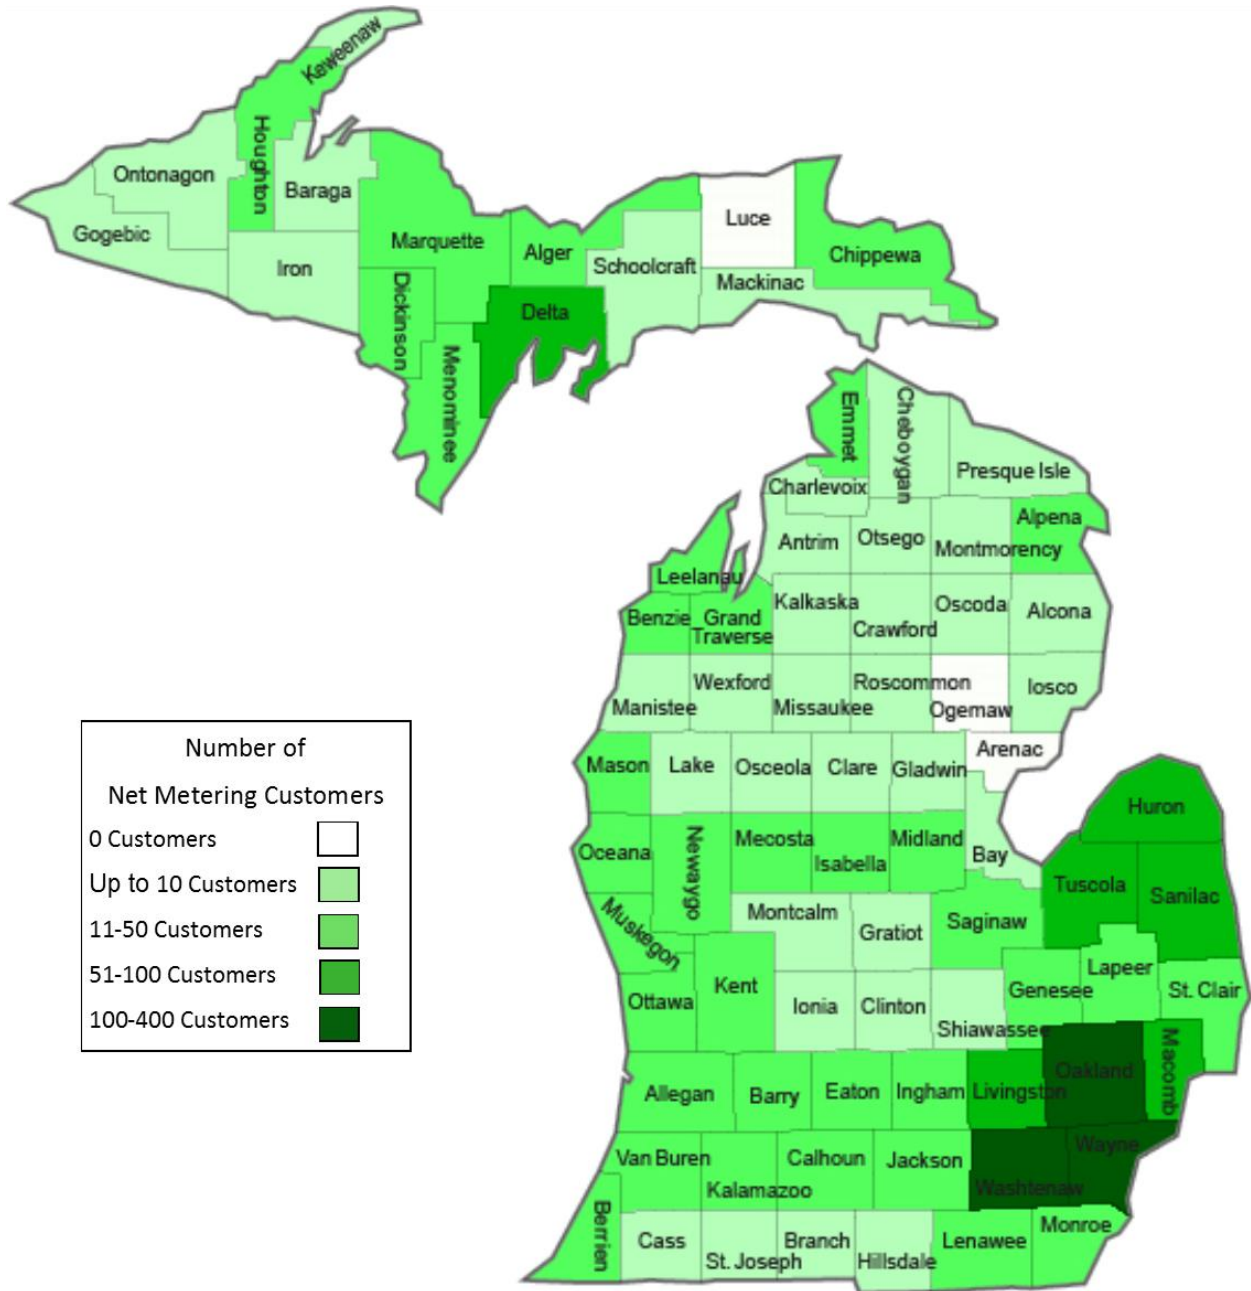 Keweenaw
Houghton
Ontonagon
Baraga
Gogebic
Iron
Marquette
Dickinson
Menominee
Alger
Delta
Schoolcraft
Luce
Mackinac
Chippewa
Emmet
Cheboygan
Presque Isle
Charlevoix
Antrim
Otsego
Montmorency
Alpena
Leelanau
Benzie
Grand
Traverse
Kalkaska
Crawford
Oscoda
Alcona
Manistee
Wexford
Missaukee
Roscommon
Ogemaw
Iosco
Mason
Lake
Osceola
Clare
Gladwin
Arenac
Oceana
Newaygo
Mecosta
Isabella
Midland
Bay
Huron
Tuscola
Sanilac
Muskegon
Montcalm
Gratiot
Saginaw
Ottawa
Kent
Ionia
Clinton
Shiawassee
Genesee
Lapeer
St. Clair
Allegan
Barry
Eaton
Ingham
Livingston
Oakland
Macomb
Van Buren
Kalamazoo
Calhoun
Jackson
Washtenaw
Wayne
Berrien
Cass
St. Joseph
Branch
Hillsdale
Lenawee
Monroe
Number of
Net Metering Customers
0 Customers
Up to 10 Customers
11-50 Customers
51-100 Customers
100-400 Customers